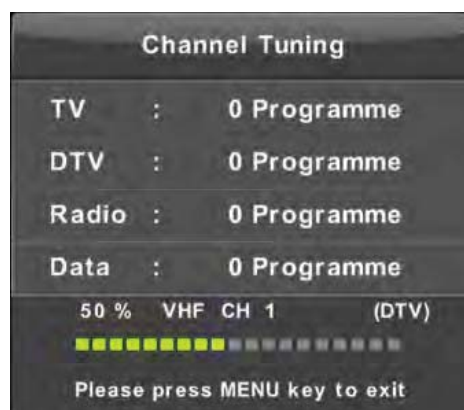 Channel Tuning
TV : 0 Programme
DTV : 0 Programme
Radio : 0 Programme
Data : 0 Programme
50 % VHF CH 1 (DTV)
Please press MENU key to exit